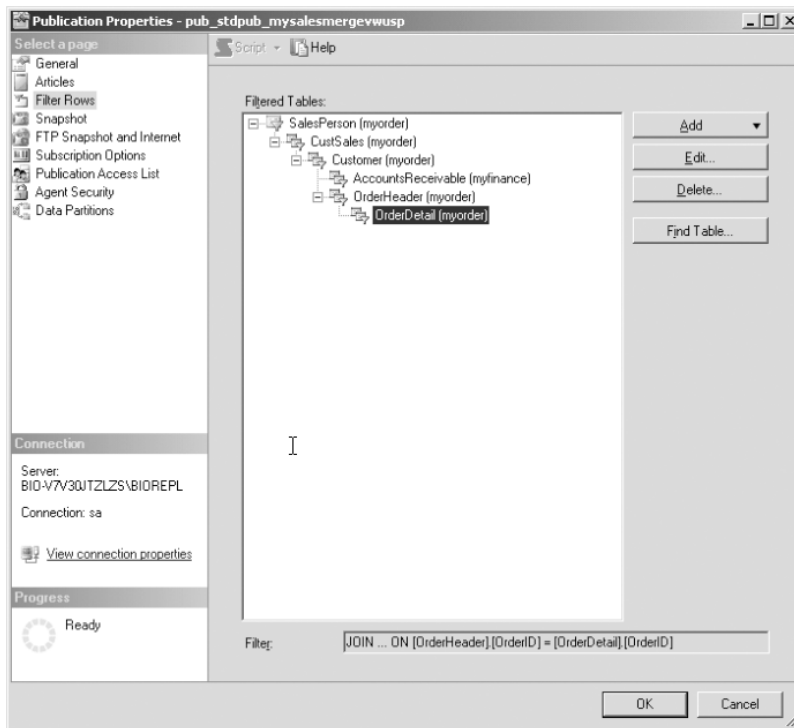 Publication Properties - pub_stdpub_mysalesmergevwusp
Select a page
General
Articles
Filter Rows
Snapshot
FTP Snapshot and Internet
Subscription Options
Publication Access List
Agent Security
Data Partitions
Connection
Server:
BIO-V7V30JTZLZS\BIOREPL
Connection: sa
View connection properties
Progress
Ready
Script
Help
Filtered Tables:
SalesPerson (myorder)
CustSales (myorder)
Customer (myorder)
AccountsReceivable (myfinance)
OrderHeader (myorder)
OrderDetail (myorder)
Add
Edit...
Delete...
Find Table...
Filter:
JOIN ... ON [OrderHeader].[OrderID] = [OrderDetail].[OrderID]
OK
Cancel